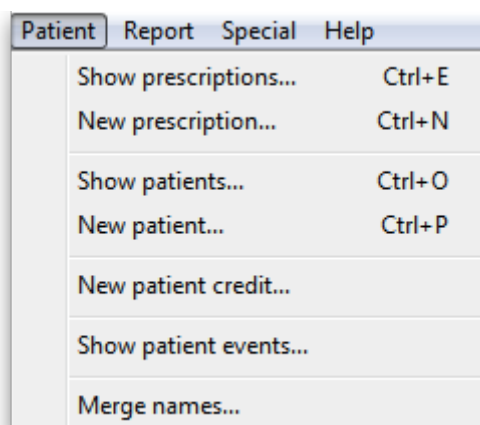 Patient Report Special Help
Show prescriptions... Ctrl+E
New prescription... Ctrl+N
Show patients... Ctrl+O
New patient... Ctrl+P
New patient credit...
Show patient events...
Merge names...